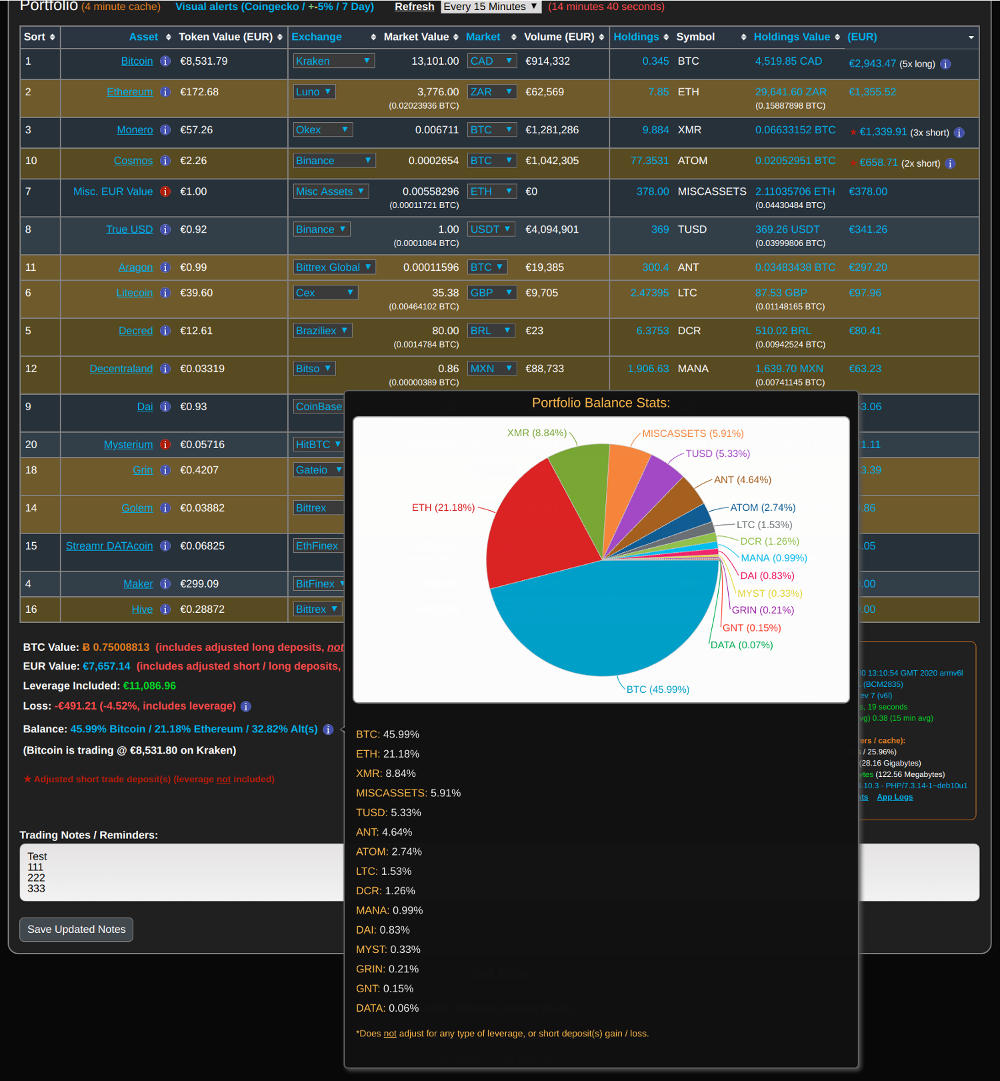 Portfolio (4 minute cache) Visual alerts (Coingecko / +-5% / 7 Day) Refresh Every 15 Minutes ▼ (14 minutes 40 seconds)
Sort Asset Token Value (EUR) Exchange Market Value Market Volume (EUR) Holdings Symbol Holdings Value (EUR)
1 Bitcoin i €8,531.79 Kraken ▼ 13,101.00 CAD ▼ €914,332 0.345 BTC 4,519.85 CAD €2,943.47 (5x long) i
2 Ethereum i €172.68 Luno ▼ 3,776.00 ZAR ▼ €62,569 7.85 ETH 29,641.60 ZAR €1,355.52
(0.02023936 BTC) (0.15887898 BTC)
3 Monero i €57.26 Okex ▼ 0.006711 BTC ▼ €1,281,286 9.884 XMR 0.06633152 BTC ★ €1,339.91 (3x short) i
10 Cosmos i €2.26 Binance ▼ 0.0002654 BTC ▼ €1,042,305 77.3531 ATOM 0.02052951 BTC ★ €658.71 (2x short) i
7 Misc. EUR Value i €1.00 Misc Assets ▼ 0.00558296 ETH ▼ €0 378.00 MISCASSETS 2.11035706 ETH €378.00
(0.00011721 BTC) (0.04430484 BTC)
8 True USD i €0.92 Binance ▼ 1.00 USDT ▼ €4,094,901 369 TUSD 369.26 USDT €341.26
(0.0001084 BTC) (0.03999806 BTC)
11 Aragon i €0.99 Bittrex Global ▼ 0.00011596 BTC ▼ €19,385 300.4 ANT 0.03483438 BTC €297.20
6 Litecoin i €39.60 Cex ▼ 35.38 GBP ▼ €9,705 2.47395 LTC 87.53 GBP €97.96
(0.00464102 BTC) (0.01148165 BTC)
5 Decred i €12.61 Braziliex ▼ 80.00 BRL ▼ €23 6.3753 DCR 510.02 BRL €80.41
(0.0014784 BTC) (0.00942524 BTC)
12 Decentraland i €0.03319 Bitso ▼ 0.86 MXN ▼ €88,733 1,906.63 MANA 1,639.70 MXN €63.23
(0.00000389 BTC) (0.00741145 BTC)
9 Dai i €0.93 CoinBase 3.06
20 Mysterium i €0.05716 HitBTC ▼ 1.11
18 Grin i €0.4207 Gateio ▼ 3.39
14 Golem i €0.03882 Bittrex .86
15 Streamr DATAcoin i €0.06825 EthFinex .05
4 Maker i €299.09 BitFinex .00
16 Hive i €0.28872 Bittrex ▼ .00
Portfolio Balance Stats:
XMR (8.84%)
MISCASSETS (5.91%)
TUSD (5.33%)
ANT (4.64%)
ETH (21.18%)
ATOM (2.74%)
LTC (1.53%)
DCR (1.26%)
MANA (0.99%)
DAI (0.83%)
MYST (0.33%)
GRIN (0.21%)
GNT (0.15%)
DATA (0.07%)
BTC (45.99%)
BTC: 45.99%
ETH: 21.18%
XMR: 8.84%
MISCASSETS: 5.91%
TUSD: 5.33%
ANT: 4.64%
ATOM: 2.74%
LTC: 1.53%
DCR: 1.26%
MANA: 0.99%
DAI: 0.83%
MYST: 0.33%
GRIN: 0.21%
GNT: 0.15%
DATA: 0.06%
*Does not adjust for any type of leverage, or short deposit(s) gain / loss.
BTC Value: Ƀ 0.75008813 (includes adjusted long deposits, not
EUR Value: €7,657.14 (includes adjusted short / long deposits,
Leverage Included: €11,086.96
Loss: -€491.21 (-4.52%, includes leverage) i
Balance: 45.99% Bitcoin / 21.18% Ethereum / 32.82% Alt(s) i
(Bitcoin is trading @ €8,531.80 on Kraken)
★ Adjusted short trade deposit(s) (leverage not included)
13:10:54 GMT 2020 armv6l
(BCM2835)
ev 7 (v6l)
s, 19 seconds
vg) 0.38 (15 min avg)
ers / cache):
s / 25.96%)
(28.16 Gigabytes)
ytes (122.56 Megabytes)
.10.3 - PHP/7.3.14-1~deb10u1
ts App Logs
Trading Notes / Reminders:
Test
111
222
333
Save Updated Notes